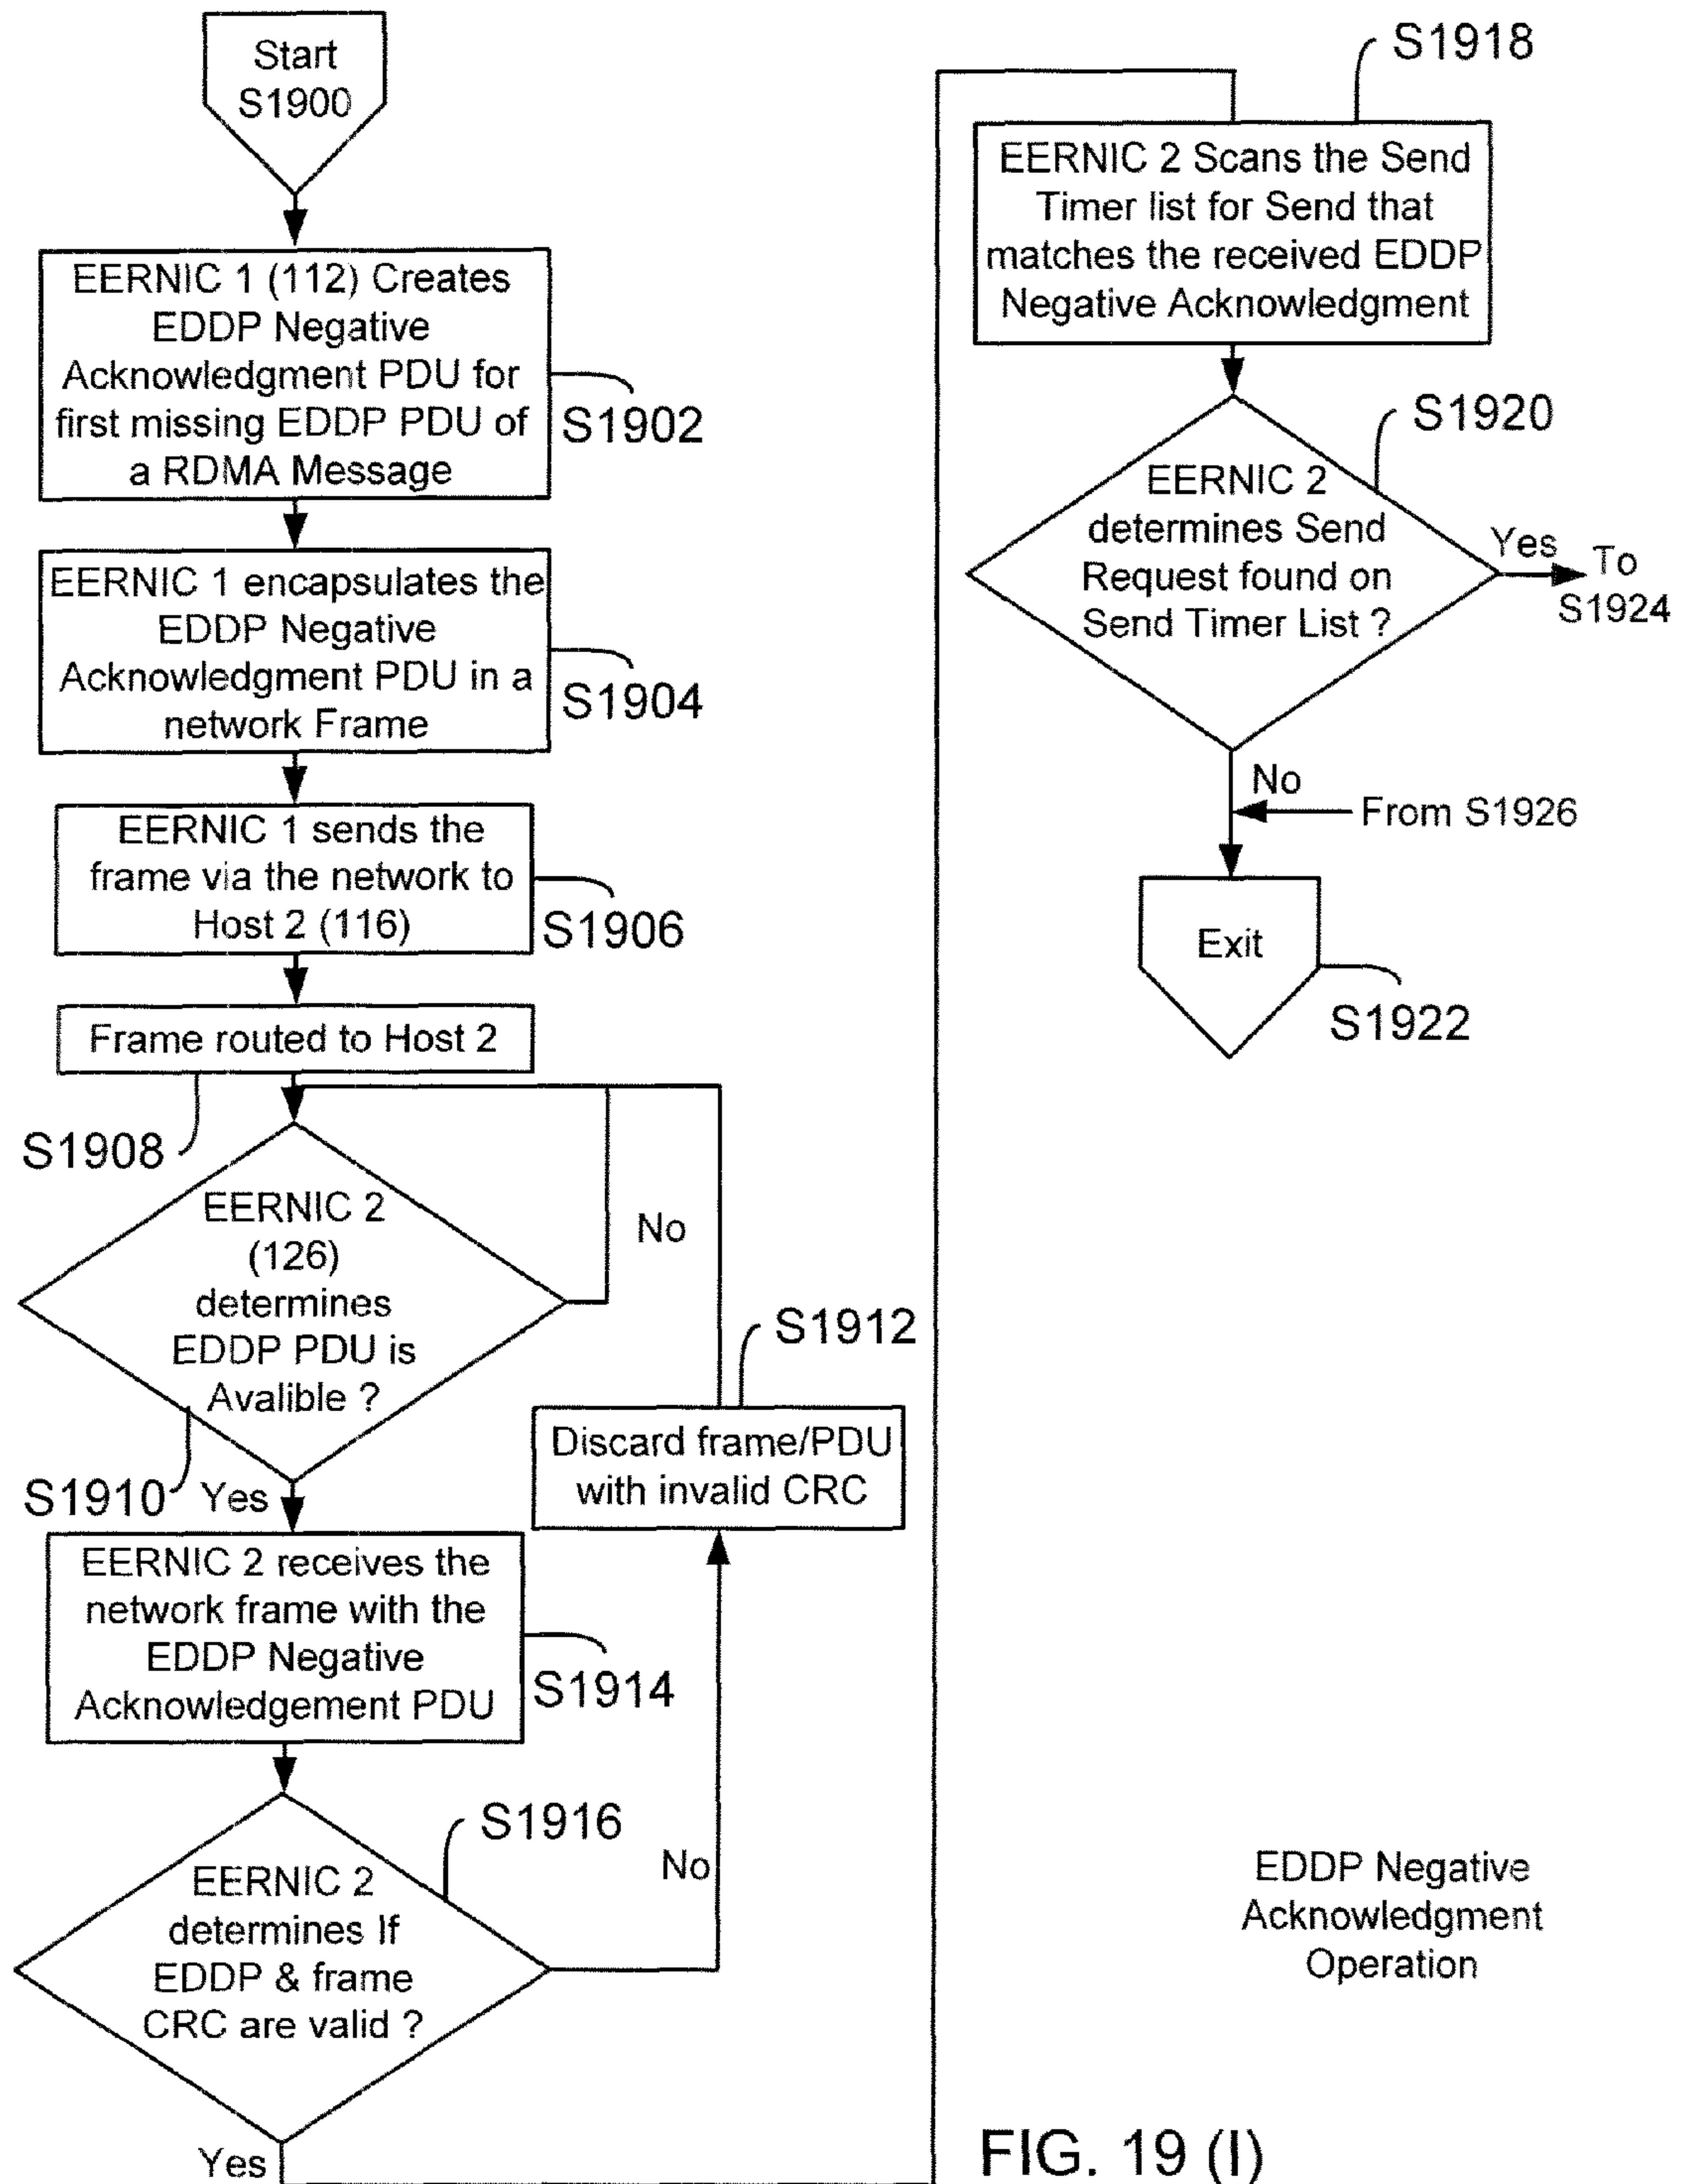 Start
S1900
EERNIC 1 (112) Creates
EDDP Negative
Acknowledgment PDU for
first missing EDDP PDU of
a RDMA Message
S1902
EERNIC 1 encapsulates the
EDDP Negative
Acknowledgment PDU in a
network Frame
S1904
EERNIC 1 sends the
frame via the network to
Host 2 (116)
S1906
Frame routed to Host 2
S1908
EERNIC 2
(126)
determines
EDDP PDU is
Avalible ?
No
S1910
Yes
S1912
Discard frame/PDU
with invalid CRC
EERNIC 2 receives the
network frame with the
EDDP Negative
Acknowledgement PDU
S1914
S1916
EERNIC 2
determines If
EDDP & frame
CRC are valid ?
No
Yes
S1918
EERNIC 2 Scans the Send
Timer list for Send that
matches the received EDDP
Negative Acknowledgment
S1920
EERNIC 2
determines Send
Request found on
Send Timer List ?
Yes
To
S1924
No
From S1926
Exit
S1922
EDDP Negative
Acknowledgment
Operation
FIG. 19 (I)